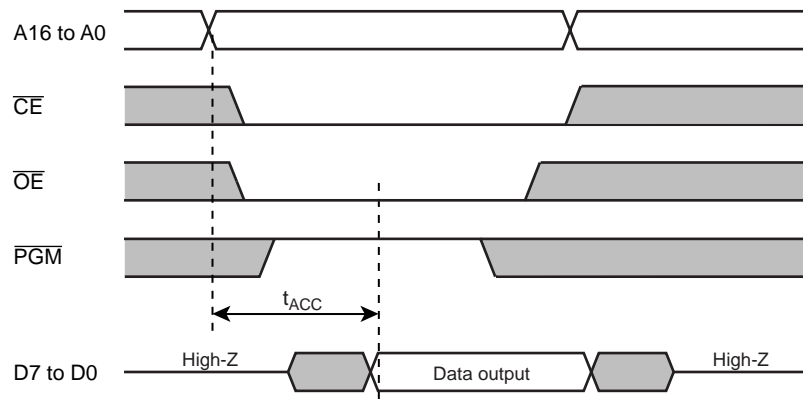 A16 to A0
CE
OE
PGM
tACC
D7 to D0 High-Z Data output High-Z